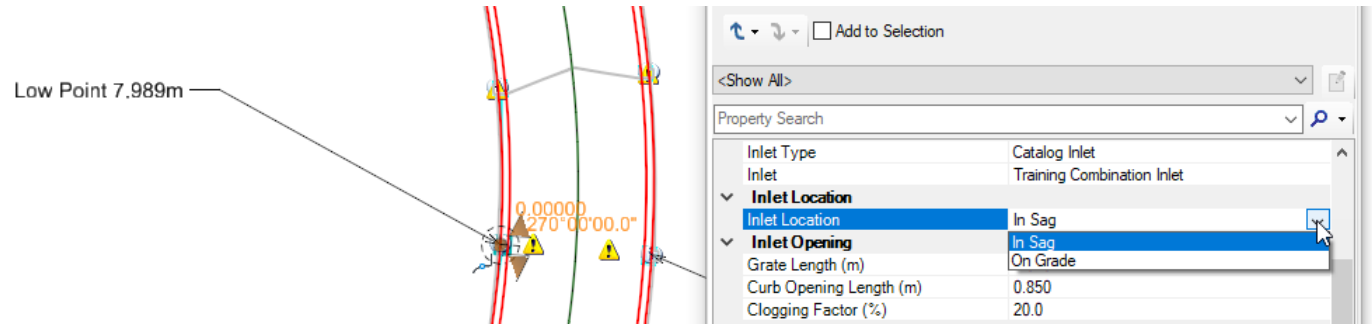 Low Point 7.989m
0.00000
270°00'00.0"
Add to Selection
<Show All>
Property Search
Inlet Type Catalog Inlet
Inlet Training Combination Inlet
Inlet Location
Inlet Location In Sag
In Sag
Inlet Opening
On Grade
Grate Length (m)
Curb Opening Length (m) 0.850
Clogging Factor (%) 20.0